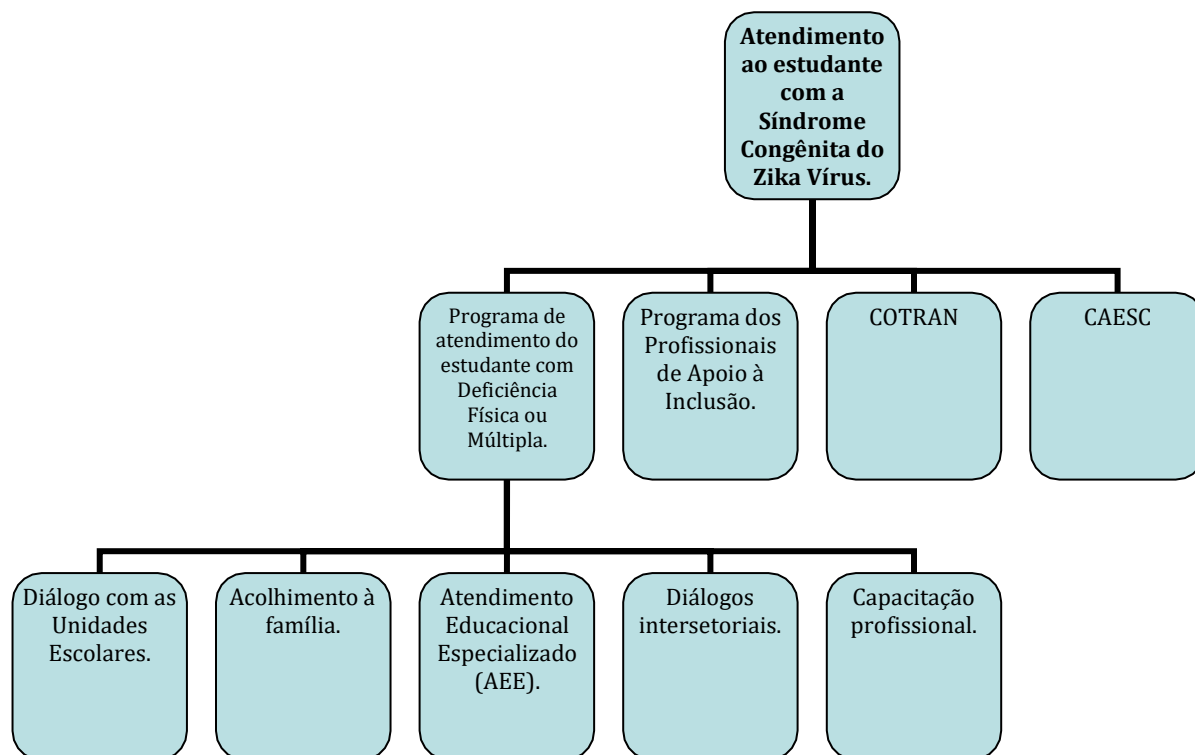 Atendimento
ao estudante
com a
Síndrome
Congênita do
Zika Vírus.
Programa de
atendimento do
estudante com
Deficiência
Física ou
Múltipla.
Programa dos
Profissionais
de Apoio à
Inclusão.
COTRAN
CAESC
Diálogo com as
Unidades
Escolares.
Acolhimento à
família.
Atendimento
Educacional
Especializado
(AEE).
Diálogos
intersetoriais.
Capacitação
profissional.